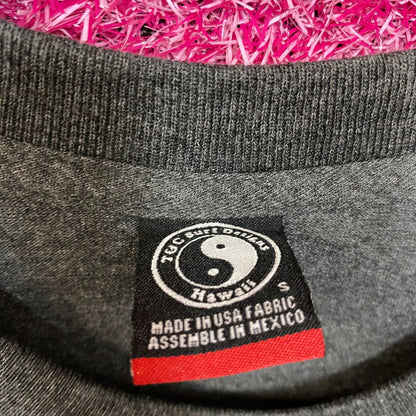 T&C Surf Designs
Hawaii
S
MADE IN USA FABRIC
ASSEMBLE IN MEXICO